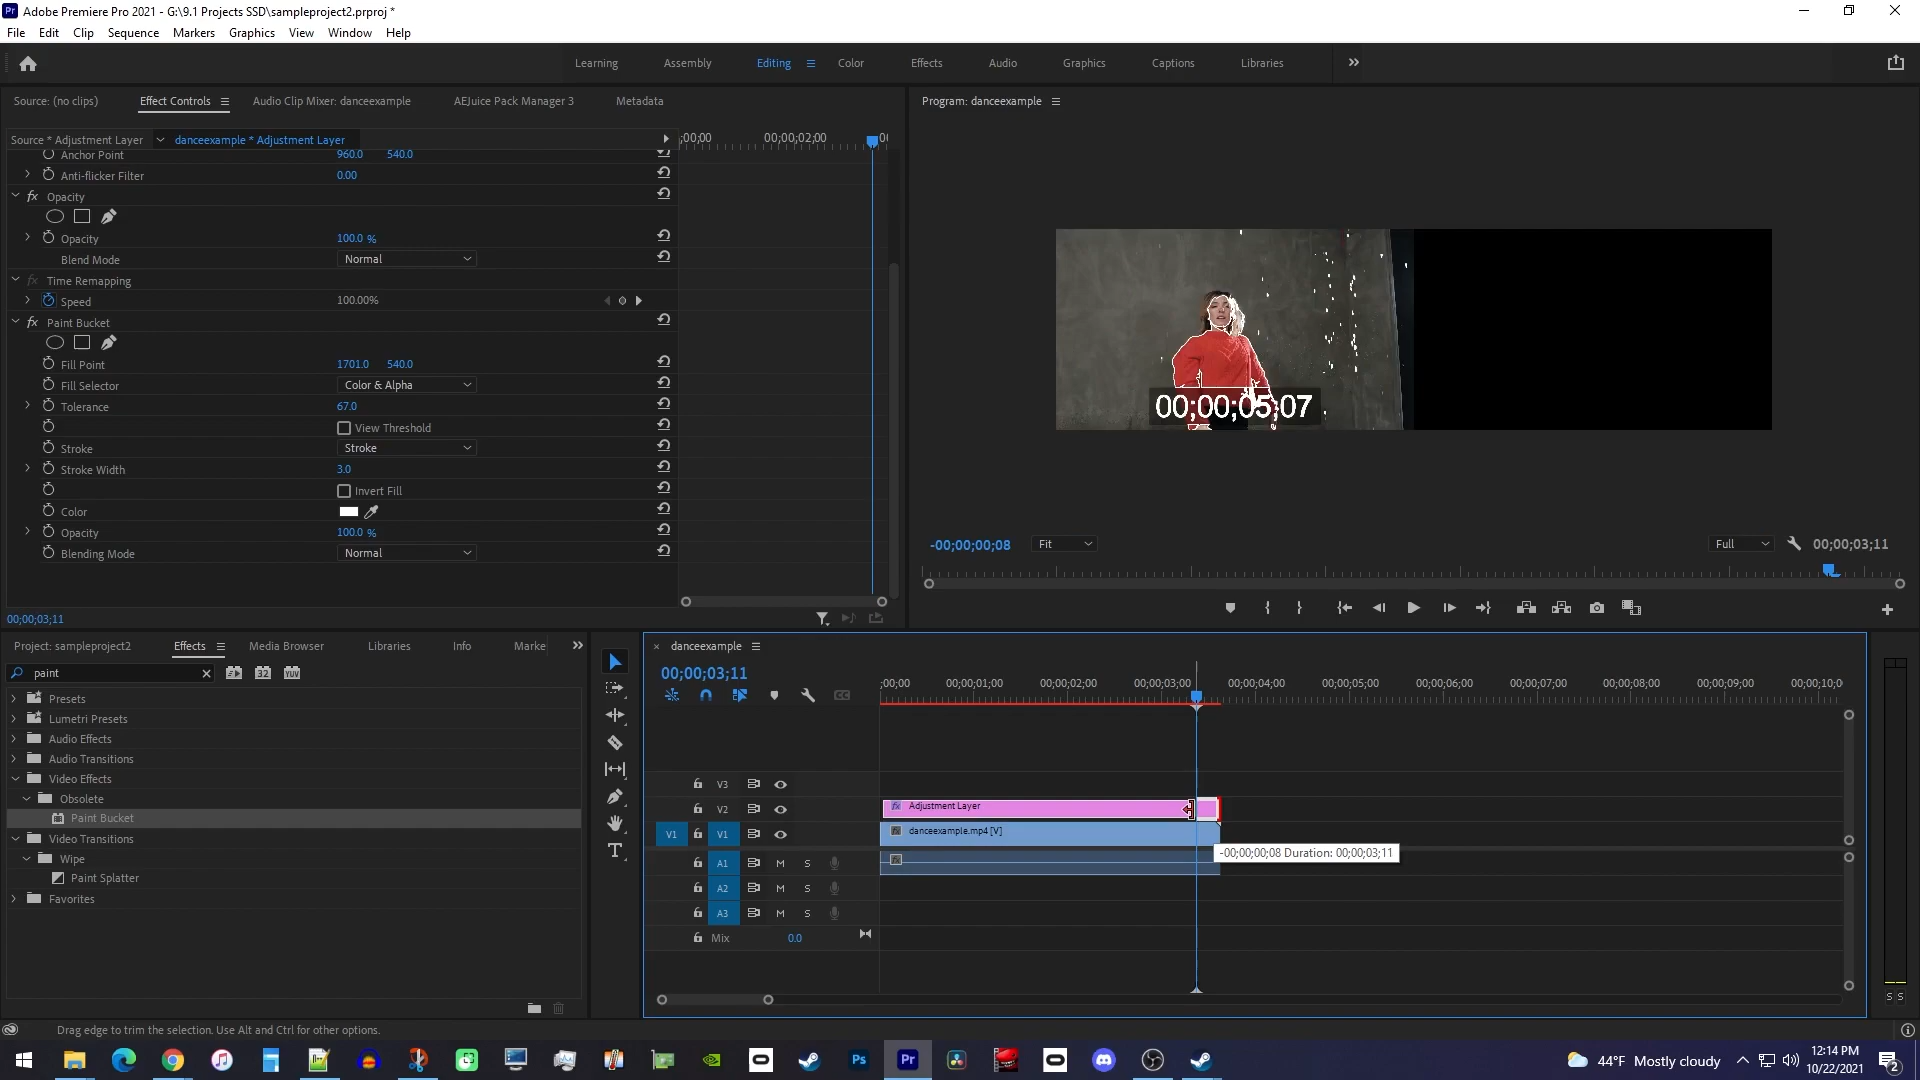 Adobe Premiere Pro 2021 - G:\9.1 Projects SSD\sampleproject2.prproj *
File Edit Clip Sequence Markers Graphics View Window Help
Learning Assembly Editing Color Effects Audio Graphics Captions Libraries
Source: (no clips) Effect Controls Audio Clip Mixer: danceexample AEJuice Pack Manager 3 Metadata
Program: danceexample
Source * Adjustment Layer danceexample * Adjustment Layer
;00;00 00;00;02;00
Anchor Point 960.0 540.0
Anti-flicker Filter 0.00
fx Opacity
Opacity 100.0 %
Blend Mode Normal
fx Time Remapping
Speed 100.00%
fx Paint Bucket
Fill Point 1701.0 540.0
Fill Selector Color & Alpha
Tolerance 67.0
View Threshold
Stroke Stroke
Stroke Width 3.0
Invert Fill
Color
Opacity 100.0 %
Blending Mode Normal
00;00;03;11
00;00;05;07
-00;00;00;08 Fit Full 00;00;03;11
Project: sampleproject2 Effects Media Browser Libraries Info Marke
paint
32 YUV
Presets
Lumetri Presets
Audio Effects
Audio Transitions
Video Effects
Obsolete
Paint Bucket
Video Transitions
Wipe
Paint Splatter
Favorites
danceexample
00;00;03;11
;00;00 00;00;01;00 00;00;02;00 00;00;03;00 00;00;04;00 00;00;05;00 00;00;06;00 00;00;07;00 00;00;08;00 00;00;09;00 00;00;10;0
V3
V2 fx Adjustment Layer
V1 V1 fx danceexample.mp4 [V]
-00;00;00;08 Duration: 00;00;03;11
A1 M S
A2 M S
A3 M S
Mix 0.0
S S
Drag edge to trim the selection. Use Alt and Ctrl for other options.
Ps Pr
44°F Mostly cloudy
12:14 PM
10/22/2021
2